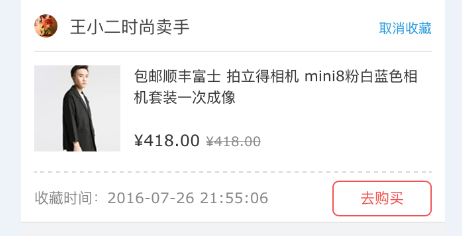 王小二时尚卖手
取消收藏
包邮顺丰富士 拍立得相机 mini8粉白蓝色相
机套装一次成像
¥418.00 ¥418.00
收藏时间：2016-07-26 21:55:06
去购买